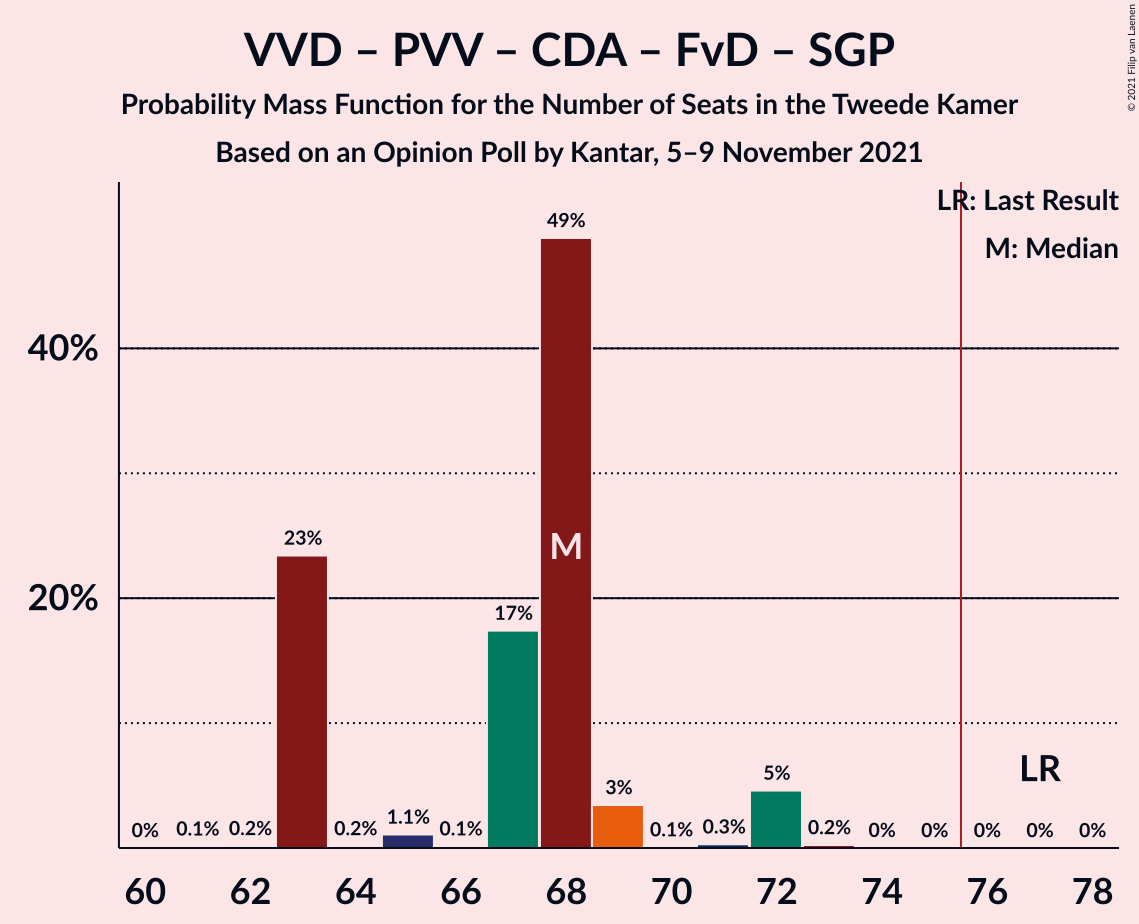 VVD – PVV – CDA – FvD – SGP
Probability Mass Function for the Number of Seats in the Tweede Kamer
Based on an Opinion Poll by Kantar, 5–9 November 2021
© 2021 Filip van Laenen
LR: Last Result
M: Median
40%
20%
0%
0.1%
0.2%
23%
0.2%
1.1%
0.1%
17%
49%
M
3%
0.1%
0.3%
5%
0.2%
0%
0%
0%
0%
0%
LR
60 62 64 66 68 70 72 74 76 78